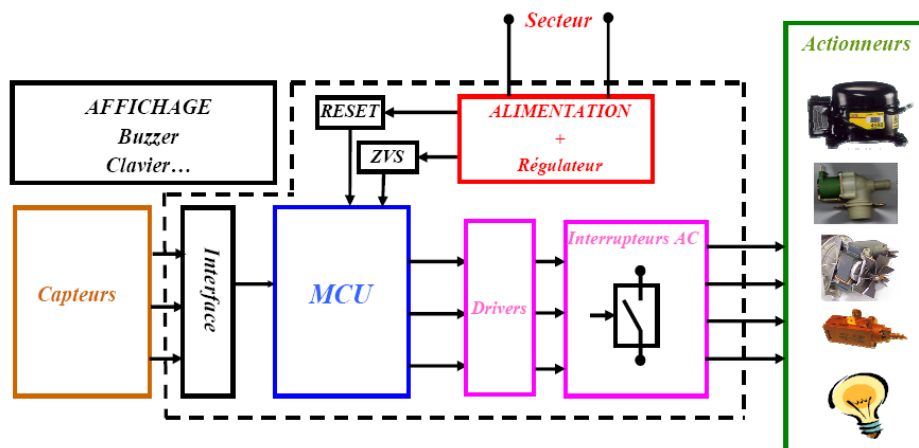 Secteur
Actionneurs
AFFICHAGE
Buzzer
Clavier…
RESET
ALIMENTATION
+
Régulateur
ZVS
Capteurs
Interface
MCU
Drivers
Interrupteurs AC